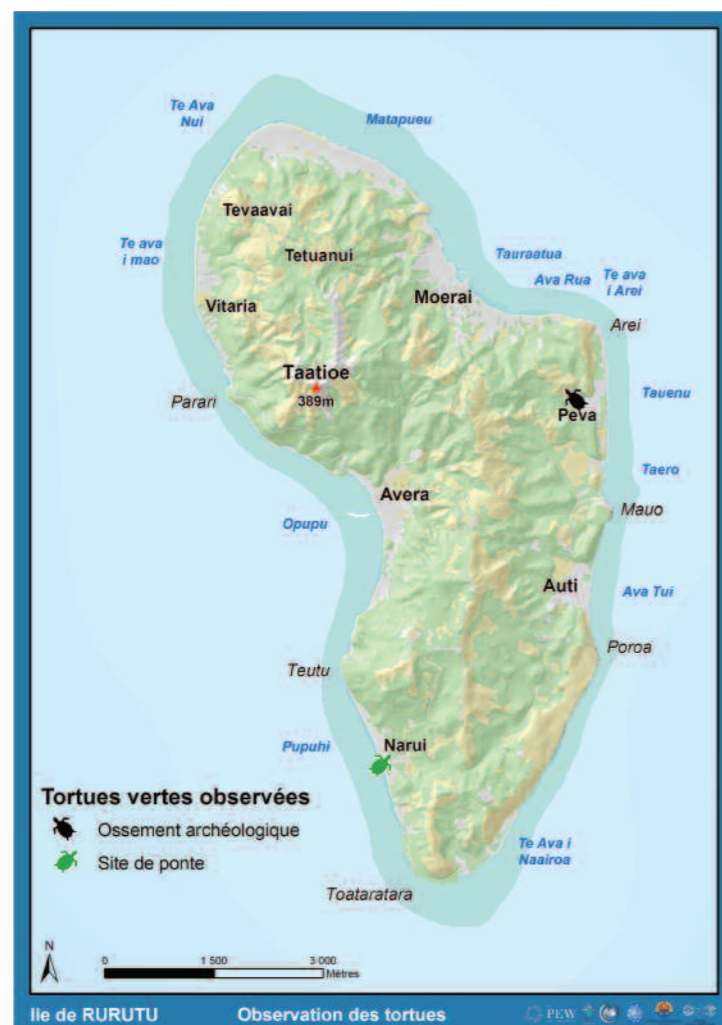 Te Ava
Nui
Matapueu
Tevaavai
Te ava
i mao
Tetuanui
Tauraatua
Ava Rua
Te ava
i Arei
Vitaria
Moerai
Arei
Taatioe
389m
Parari
Peva
Tauenu
Taero
Avera
Mauo
Opupu
Auti
Ava Tui
Poroa
Teutu
Pupuhi
Narui
Tortues vertes observées
Ossement archéologique
Site de ponte
Te Ava i
Naairoa
Toataratara
N
0 1 500 3 000
Mètres
Ile de RURUTU Observation des tortues PEW